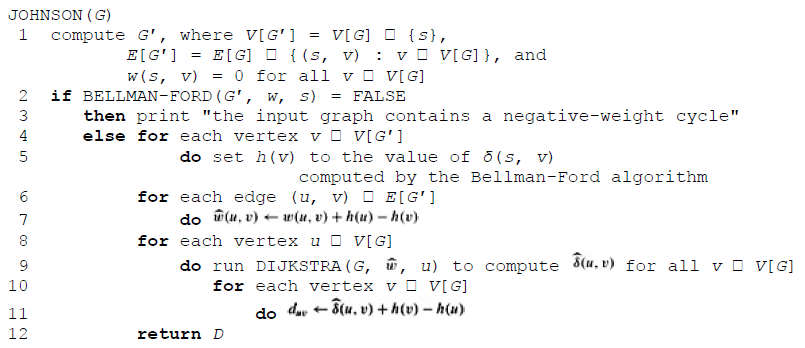 JOHNSON(G)
1 compute G′, where V[G′] = V[G] □ {s},
E[G′] = E[G] □ {(s, v) : v □ V[G]}, and
w(s, v) = 0 for all v □ V[G]
2 if BELLMAN-FORD(G′, w, s) = FALSE
3 then print "the input graph contains a negative-weight cycle"
4 else for each vertex v □ V[G′]
5 do set h(v) to the value of δ(s, v)
computed by the Bellman-Ford algorithm
6 for each edge (u, v) □ E[G′]
7 do ŵ(u, v) ← w(u, v) + h(u) − h(v)
8 for each vertex u □ V[G]
9 do run DIJKSTRA(G, ŵ, u) to compute δ̂(u, v) for all v □ V[G]
10 for each vertex v □ V[G]
11 do duv ← δ̂(u, v) + h(v) − h(u)
12 return D